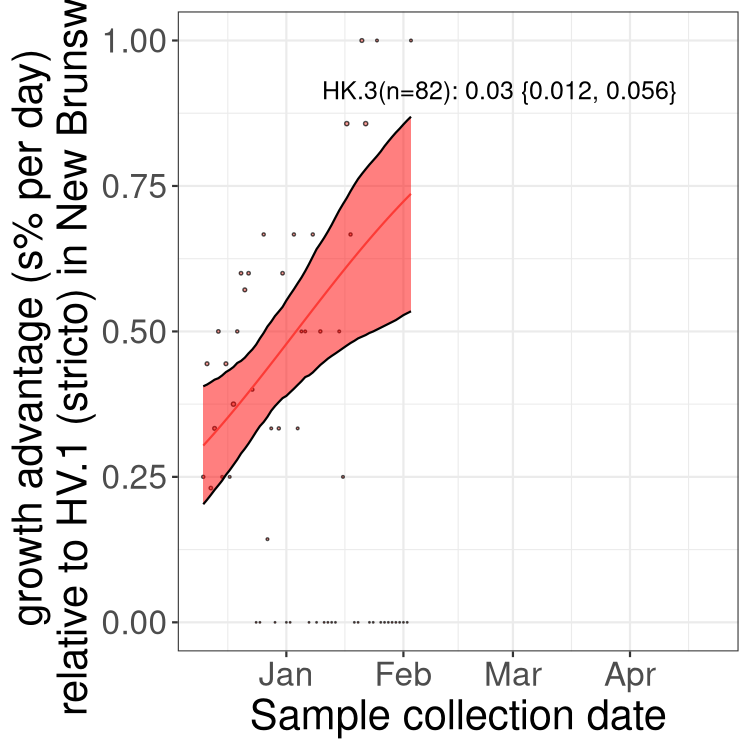 growth advantage (s% per day)
relative to HV.1 (stricto) in New Brunsw
1.00
0.75
0.50
0.25
0.00
HK.3(n=82): 0.03 {0.012, 0.056}
Jan Feb Mar Apr
Sample collection date